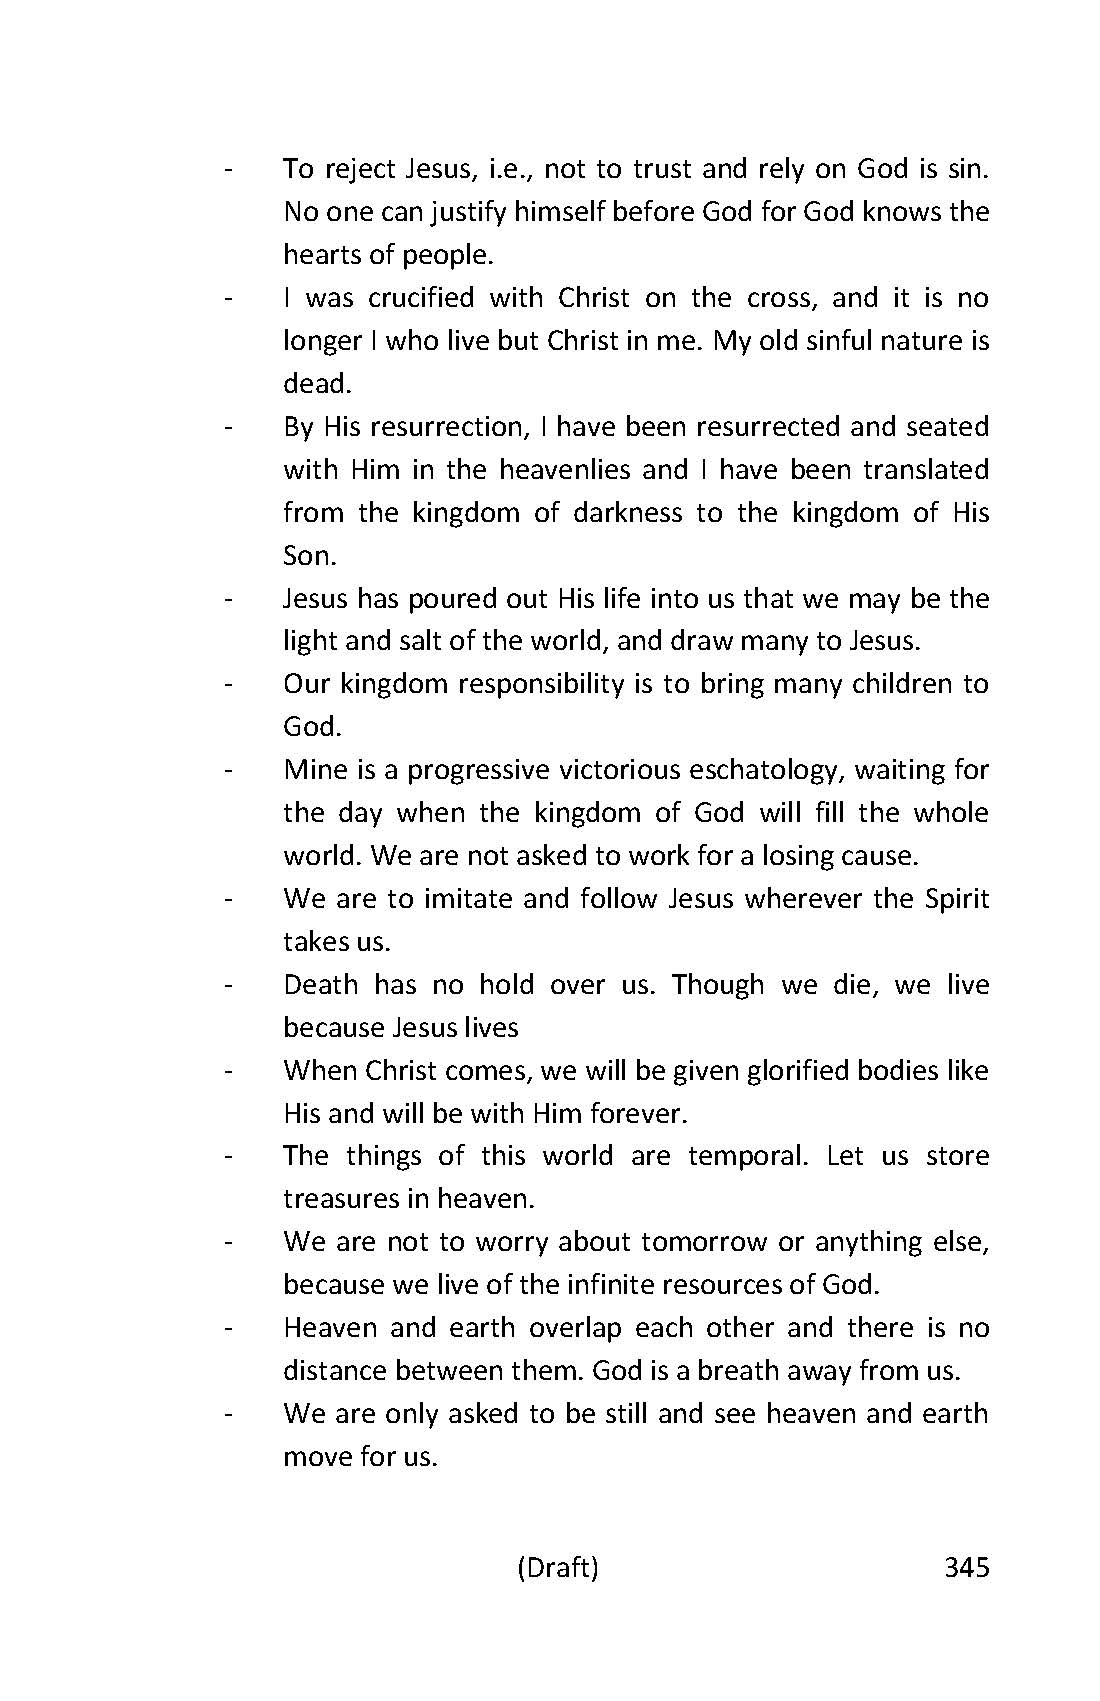 - To reject Jesus, i.e., not to trust and rely on God is sin.
No one can justify himself before God for God knows the
hearts of people.
- I was crucified with Christ on the cross, and it is no
longer I who live but Christ in me. My old sinful nature is
dead.
- By His resurrection, I have been resurrected and seated
with Him in the heavenlies and I have been translated
from the kingdom of darkness to the kingdom of His
Son.
- Jesus has poured out His life into us that we may be the
light and salt of the world, and draw many to Jesus.
- Our kingdom responsibility is to bring many children to
God.
- Mine is a progressive victorious eschatology, waiting for
the day when the kingdom of God will fill the whole
world. We are not asked to work for a losing cause.
- We are to imitate and follow Jesus wherever the Spirit
takes us.
- Death has no hold over us. Though we die, we live
because Jesus lives
- When Christ comes, we will be given glorified bodies like
His and will be with Him forever.
- The things of this world are temporal. Let us store
treasures in heaven.
- We are not to worry about tomorrow or anything else,
because we live of the infinite resources of God.
- Heaven and earth overlap each other and there is no
distance between them. God is a breath away from us.
- We are only asked to be still and see heaven and earth
move for us.
(Draft) 345